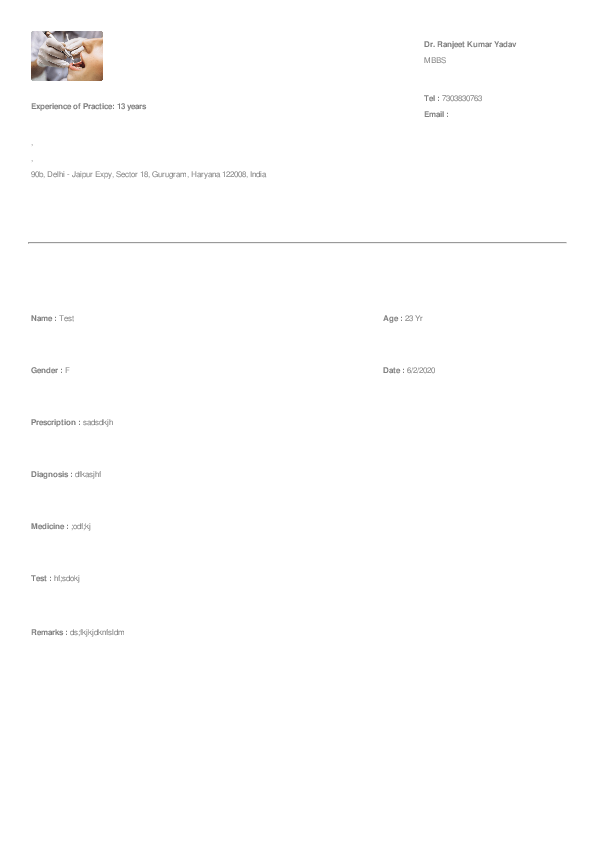 Dr. Ranjeet Kumar Yadav
MBBS
Tel : 7303830763
Experience of Practice: 13 years
Email :
.
.
90b, Delhi - Jaipur Expy, Sector 18, Gurugram, Haryana 122008, India
Name : Test
Age : 23 Yr
Gender : F
Date : 6/2/2020
Prescription : sadsdkjh
Diagnosis : dfkasjhf
Medicine : ;odf;kj
Test : hf;sdokj
Remarks : ds;fkjkjdknfsldm